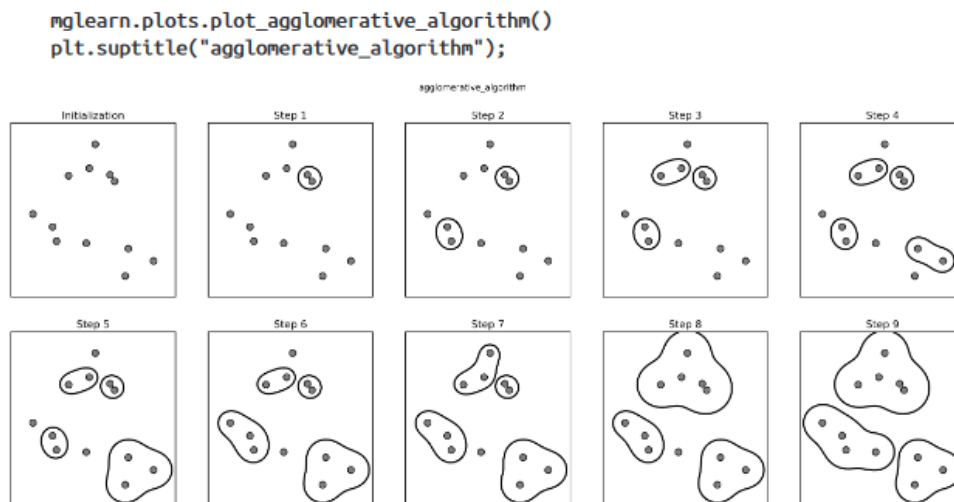 mglearn.plots.plot_agglomerative_algorithm()
plt.suptitle("agglomerative_algorithm");
agglomerative_algorithm
Initialization
Step 1
Step 2
Step 3
Step 4
Step 5
Step 6
Step 7
Step 8
Step 9